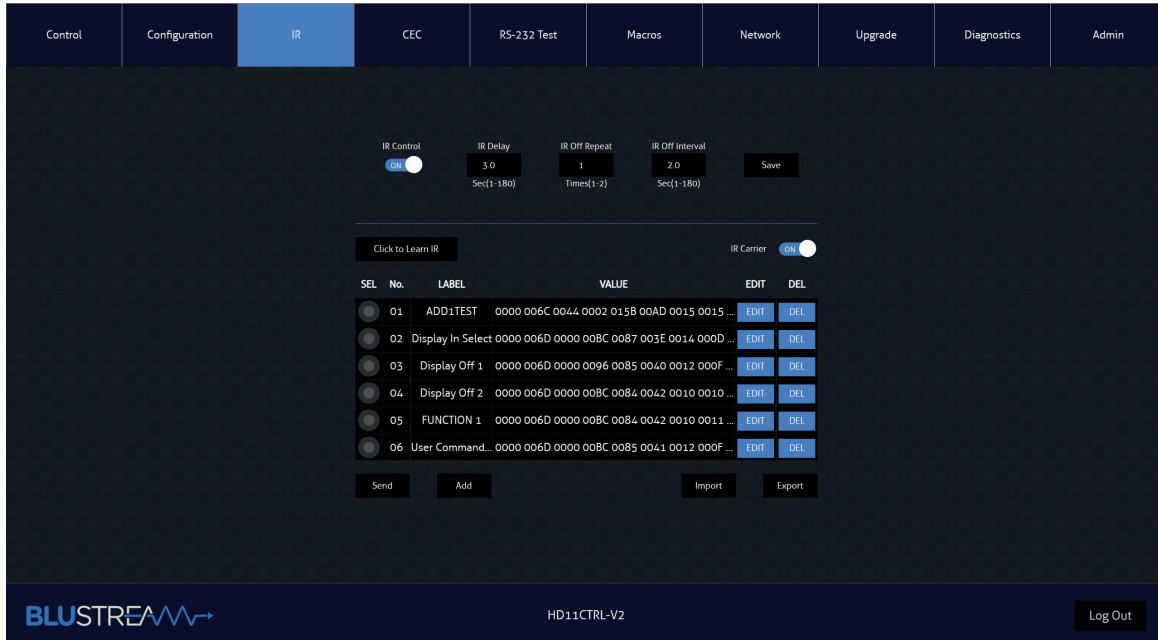 Control Configuration IR CEC RS-232 Test Macros Network Upgrade Diagnostics Admin
IR Control IR Delay IR Off Repeat IR Off Interval
ON 3.0 1 2.0 Save
Sec(1-180) Times(1-2) Sec(1-180)
Click to Learn IR IR Carrier ON
SEL No. LABEL VALUE EDIT DEL
01 ADD1TEST 0000 006C 0044 0002 015B 00AD 0015 0015 ... EDIT DEL
02 Display In Select 0000 006D 0000 00BC 0087 003E 0014 000D ... EDIT DEL
03 Display Off 1 0000 006D 0000 0096 0085 0040 0012 000F ... EDIT DEL
04 Display Off 2 0000 006D 0000 00BC 0084 0042 0010 0010 ... EDIT DEL
05 FUNCTION 1 0000 006D 0000 00BC 0084 0042 0010 0011 ... EDIT DEL
06 User Command... 0000 006D 0000 00BC 0085 0041 0012 000F ... EDIT DEL
Send Add Import Export
BLUSTREAM HD11CTRL-V2 Log Out